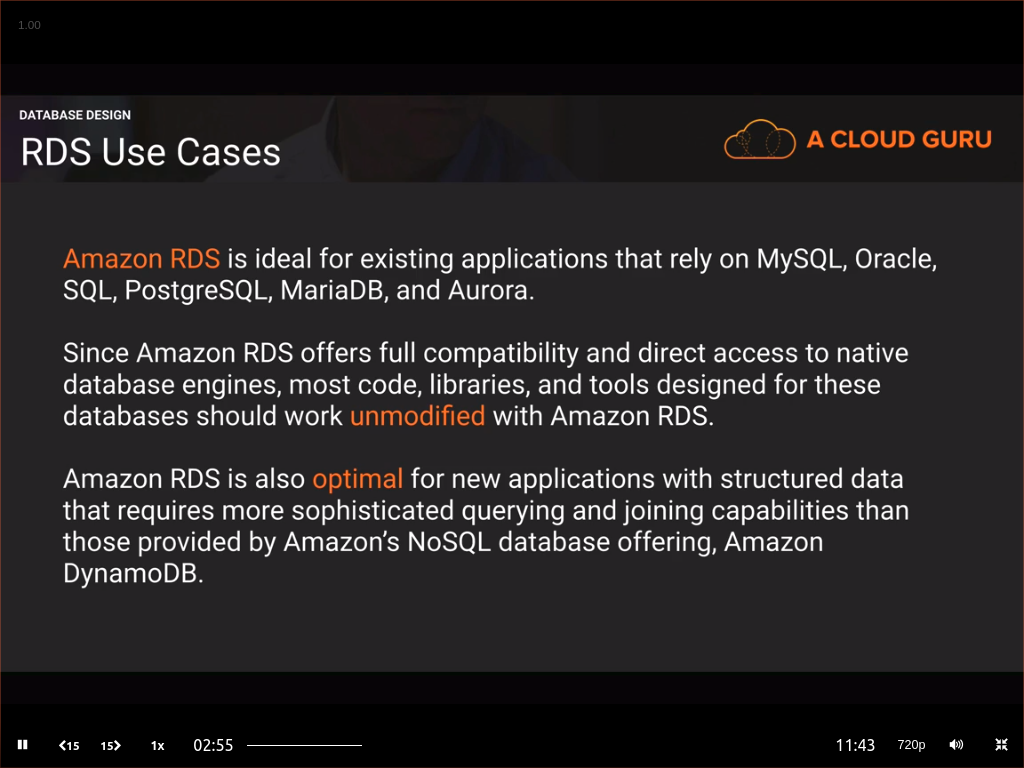 1.00
DATABASE DESIGN
RDS Use Cases
A CLOUD GURU
Amazon RDS is ideal for existing applications that rely on MySQL, Oracle,
SQL, PostgreSQL, MariaDB, and Aurora.
Since Amazon RDS offers full compatibility and direct access to native
database engines, most code, libraries, and tools designed for these
databases should work unmodified with Amazon RDS.
Amazon RDS is also optimal for new applications with structured data
that requires more sophisticated querying and joining capabilities than
those provided by Amazon’s NoSQL database offering, Amazon
DynamoDB.
15 15 1x 02:55 11:43 720p